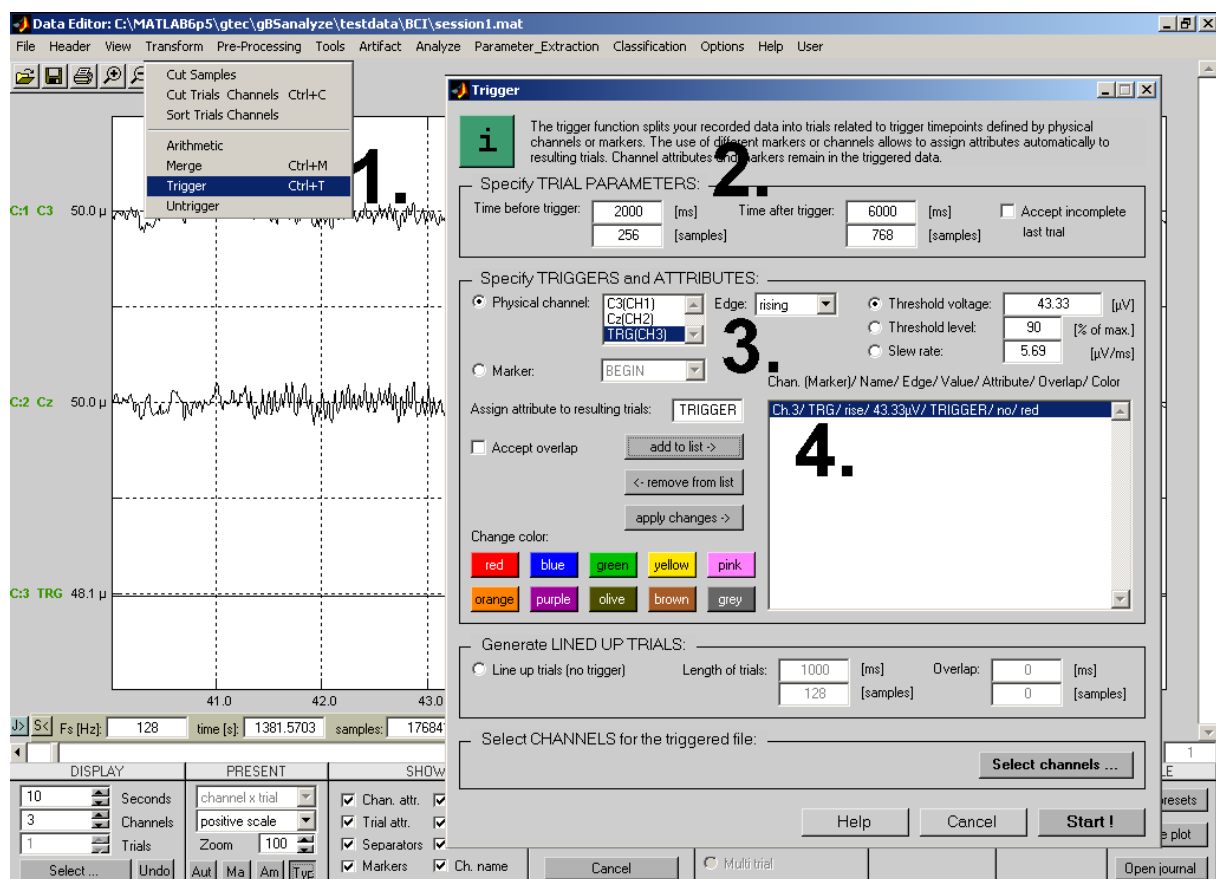 Data Editor: C:\MATLAB6p5\gtec\gBSanalyze\testdata\BCI\session1.mat
File Header View Transform Pre-Processing Tools Artifact Analyze Parameter_Extraction Classification Options Help User
Cut Samples
Cut Trials Channels Ctrl+C
Sort Trials Channels
Arithmetic
Merge Ctrl+M
Trigger Ctrl+T
Untrigger
1.
C:1 C3 50.0 µ
C:2 Cz 50.0 µ
C:3 TRG 48.1 µ
41.0 42.0 43.0
Trigger
i
The trigger function splits your recorded data into trials related to trigger timepoints defined by physical
channels or markers. The use of different markers or channels allows to assign attributes automatically to
resulting trials. Channel attributes and markers remain in the triggered data.
2.
Specify TRIAL PARAMETERS:
Time before trigger: 2000 [ms] Time after trigger: 6000 [ms] Accept incomplete
256 [samples] 768 [samples] last trial
Specify TRIGGERS and ATTRIBUTES:
Physical channel: C3(CH1) Edge: rising Threshold voltage: 43.33 [µV]
Cz(CH2) Threshold level: 90 [% of max.]
TRG(CH3) Slew rate: 5.69 [µV/ms]
3.
Marker: BEGIN
Chan. (Marker)/ Name/ Edge/ Value/ Attribute/ Overlap/ Color
Assign attribute to resulting trials: TRIGGER Ch.3/ TRG/ rise/ 43.33µV/ TRIGGER/ no/ red
4.
Accept overlap add to list ->
<- remove from list
apply changes ->
Change color:
red blue green yellow pink
orange purple olive brown grey
Generate LINED UP TRIALS:
Line up trials (no trigger) Length of trials: 1000 [ms] Overlap: 0 [ms]
128 [samples] 0 [samples]
Select CHANNELS for the triggered file:
Select channels ...
Help Cancel Start !
J> S< Fs [Hz]: 128 time [s]: 1381.5703 samples: 17684
1
DISPLAY PRESENT SHOW
10 Seconds channel x trial Chan. attr.
3 Channels positive scale Trial attr.
1 Trials Zoom 100 Separators
Select ... Undo Aut Ma Am Typ Markers Ch. name Cancel Multi trial Open journal